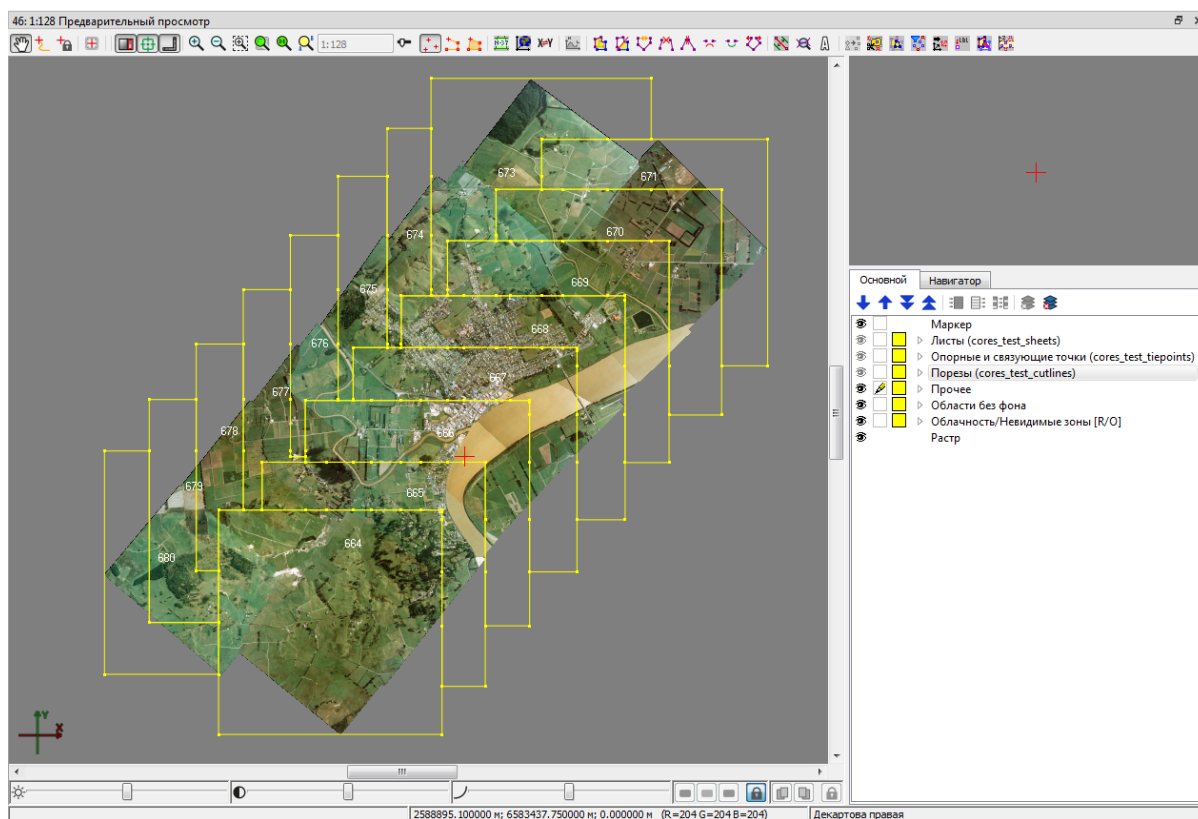 46: 1:128 Предварительный просмотр
1:128
673
671
674
670
669
675
668
676
667
677
678
666
679
665
664
680
Основной
Навигатор
Маркер
Листы (cores_test_sheets)
Опорные и связующие точки (cores_test_tiepoints)
Порезы (cores_test_cutlines)
Прочее
Области без фона
Облачность/Невидимые зоны [R/O]
Растр
Y
X
2588895.100000 м; 6583437.750000 м; 0.000000 м (R=204 G=204 B=204)
Декартова правая